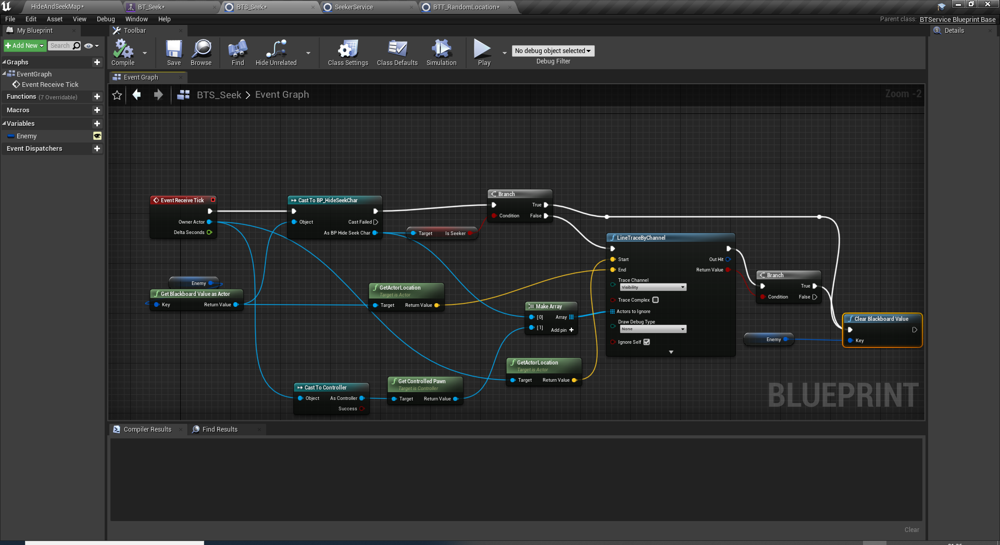 HideAndSeekMap*
BT_Seek*
BTS_Seek*
SeekerService
BTT_RandomLocation*
File Edit Asset View Debug Window Help
Parent class: BTService Blueprint Base
My Blueprint
Toolbar
Details
Add New
Search
Compile
Save
Browse
Find
Hide Unrelated
Class Settings
Class Defaults
Simulation
Play
No debug object selected
Debug Filter
Graphs
EventGraph
Event Receive Tick
Functions (7 Overridable)
Macros
Variables
Enemy
Event Dispatchers
Event Graph
BTS_Seek > Event Graph
Zoom -2
Event Receive Tick
Owner Actor
Delta Seconds
Cast To BP_HideSeekChar
Object
Cast Failed
As BP Hide Seek Char
Target Is Seeker
Branch
True
Condition False
LineTraceByChannel
Start
Out Hit
End
Return Value
Trace Channel
Visibility
Trace Complex
Actors to Ignore
Draw Debug Type
None
Ignore Self
Branch
True
Condition False
Clear Blackboard Value
Key
Enemy
Enemy
Get Blackboard Value as Actor
Key Return Value
GetActorLocation
Target is Actor
Target Return Value
Make Array
[0] Array
[1] Add pin
GetActorLocation
Target is Actor
Target Return Value
Cast To Controller
Object As Controller
Success
Get Controlled Pawn
Target is Controller
Target Return Value
BLUEPRINT
Compiler Results
Find Results
Clear